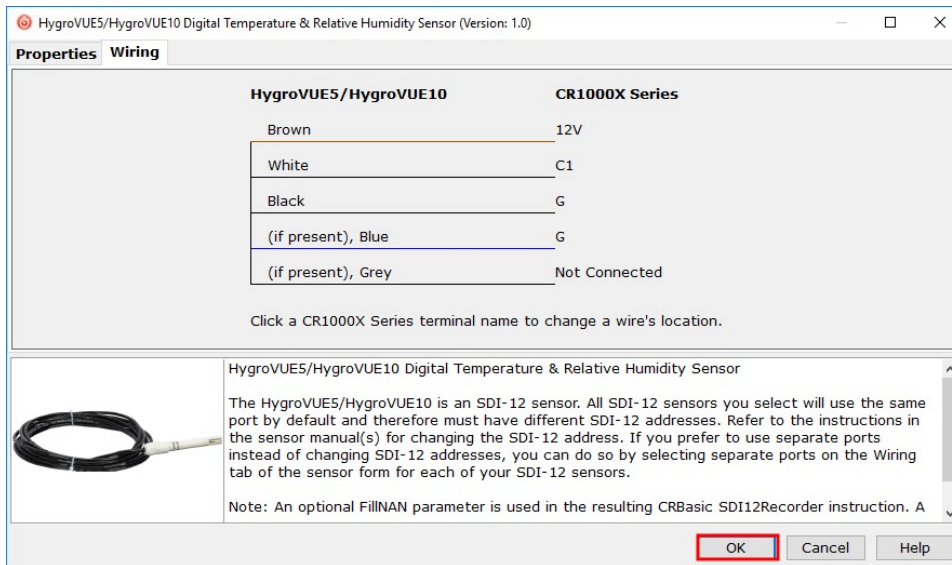 HygroVUE5/HygroVUE10 Digital Temperature & Relative Humidity Sensor (Version: 1.0)
Properties Wiring
HygroVUE5/HygroVUE10 CR1000X Series
Brown 12V
White C1
Black G
(if present), Blue G
(if present), Grey Not Connected
Click a CR1000X Series terminal name to change a wire's location.
HygroVUE5/HygroVUE10 Digital Temperature & Relative Humidity Sensor
The HygroVUE5/HygroVUE10 is an SDI-12 sensor. All SDI-12 sensors you select will use the same
port by default and therefore must have different SDI-12 addresses. Refer to the instructions in
the sensor manual(s) for changing the SDI-12 address. If you prefer to use separate ports
instead of changing SDI-12 addresses, you can do so by selecting separate ports on the Wiring
tab of the sensor form for each of your SDI-12 sensors.
Note: An optional FillNAN parameter is used in the resulting CRBasic SDI12Recorder instruction. A
OK Cancel Help